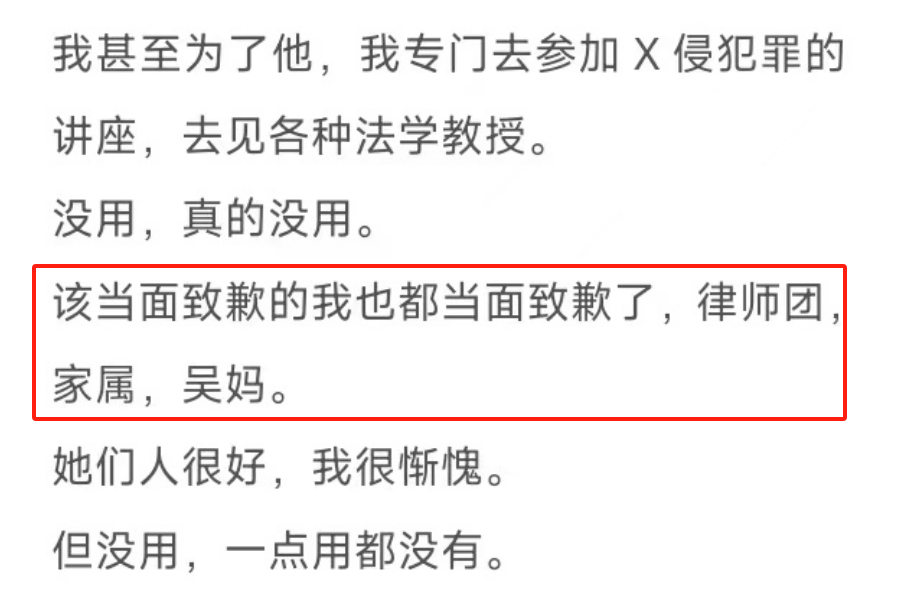 我甚至为了他，我专门去参加 X 侵犯罪的
讲座，去见各种法学教授。
没用，真的没用。
该当面致歉的我也都当面致歉了，律师团，
家属，吴妈。
她们人很好，我很惭愧。
但没用，一点用都没有。